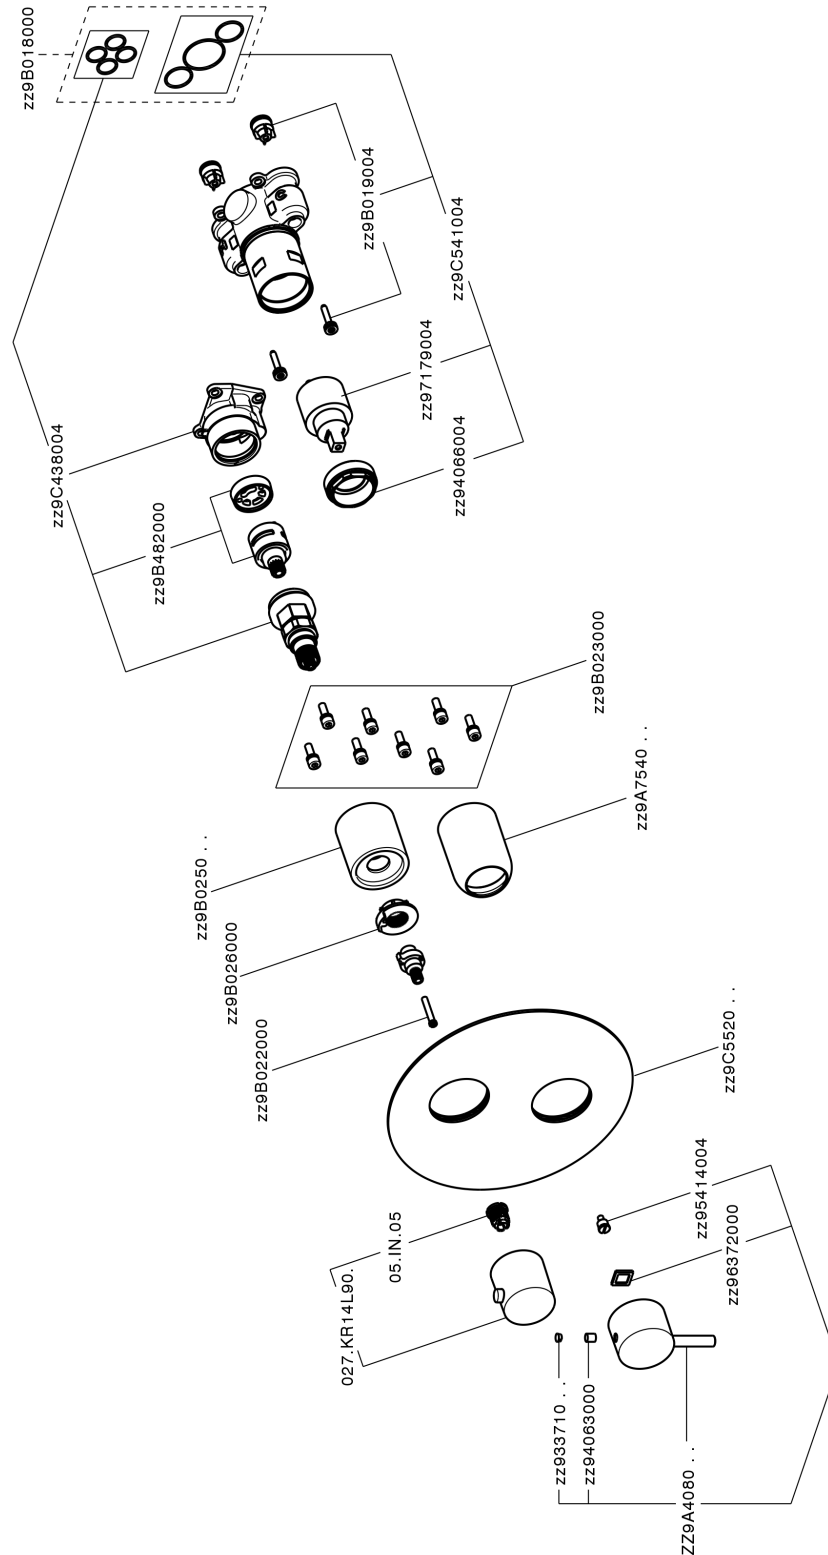 zz9B018000
zz9B019004
zz9C541004
zz97179004
zz94066004
zz9C438004
zz9B482000
zz9B023000
zz9A7540 . .
zz9B0250 . .
zz9B026000
zz9B022000
zz9C5520 . .
zz95414004
zz96372000
05.IN.05
027.KR14L90.
zz933710 . .
zz94063000
ZZ9A4080 . .